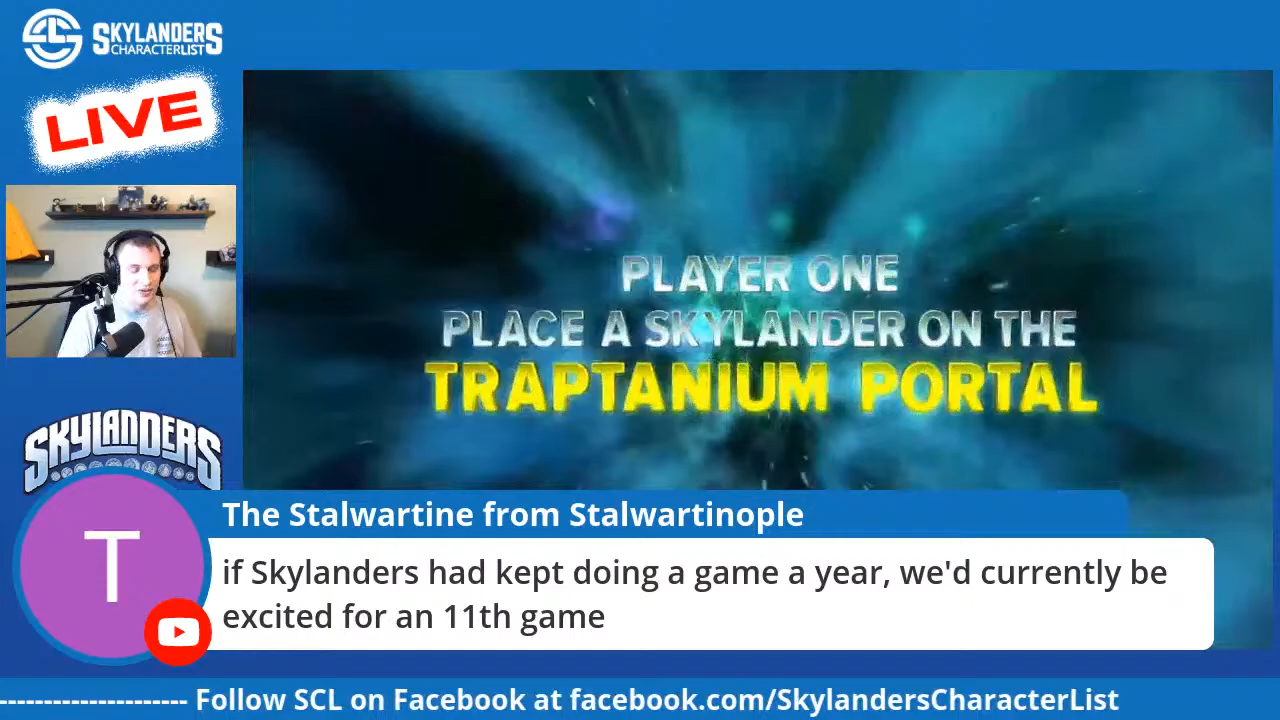 SKYLANDERS
CHARACTERLIST
LIVE
PLAYER ONE
PLACE A SKYLANDER ON THE
TRAPTANIUM PORTAL
SKYLANDERS
T
The Stalwartine from Stalwartinople
if Skylanders had kept doing a game a year, we'd currently be
excited for an 11th game
--------------------- Follow SCL on Facebook at facebook.com/SkylandersCharacterList